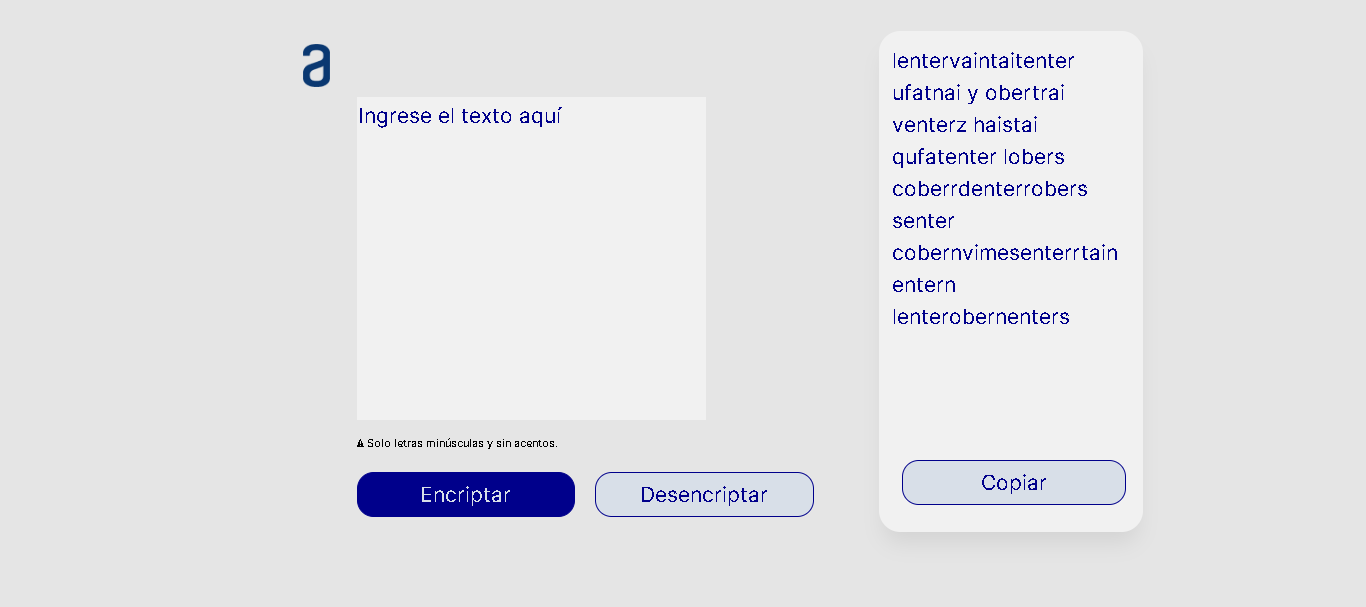 a
Ingrese el texto aquí
⚠ Solo letras minúsculas y sin acentos.
Encriptar
Desencriptar
lentervaintaitenter
ufatnai y obertrai
venterz haistai
qufatenter lobers
coberrdenterrobers
senter
cobernvimesenterrtain
entern
lenterobernenters
Copiar